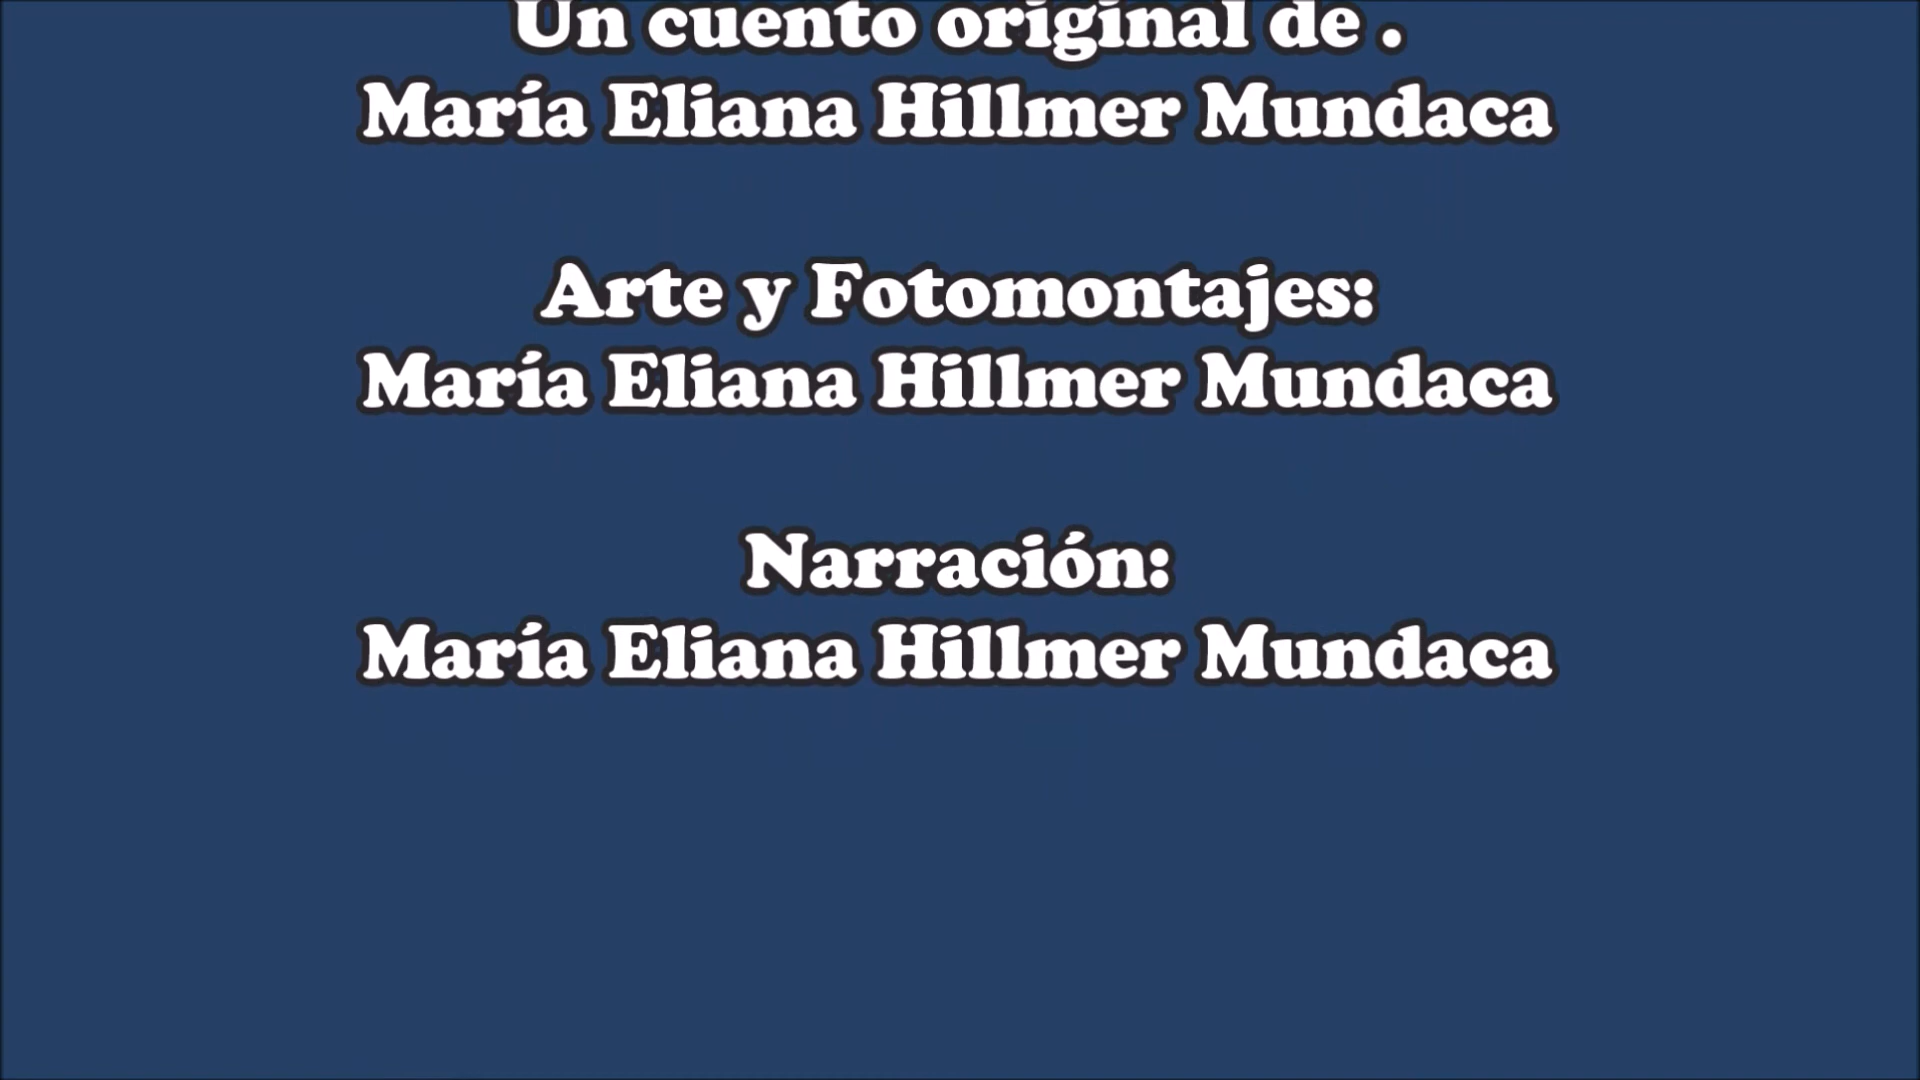 Un cuento original de .
María Eliana Hillmer Mundaca
Arte y Fotomontajes:
María Eliana Hillmer Mundaca
Narración:
María Eliana Hillmer Mundaca